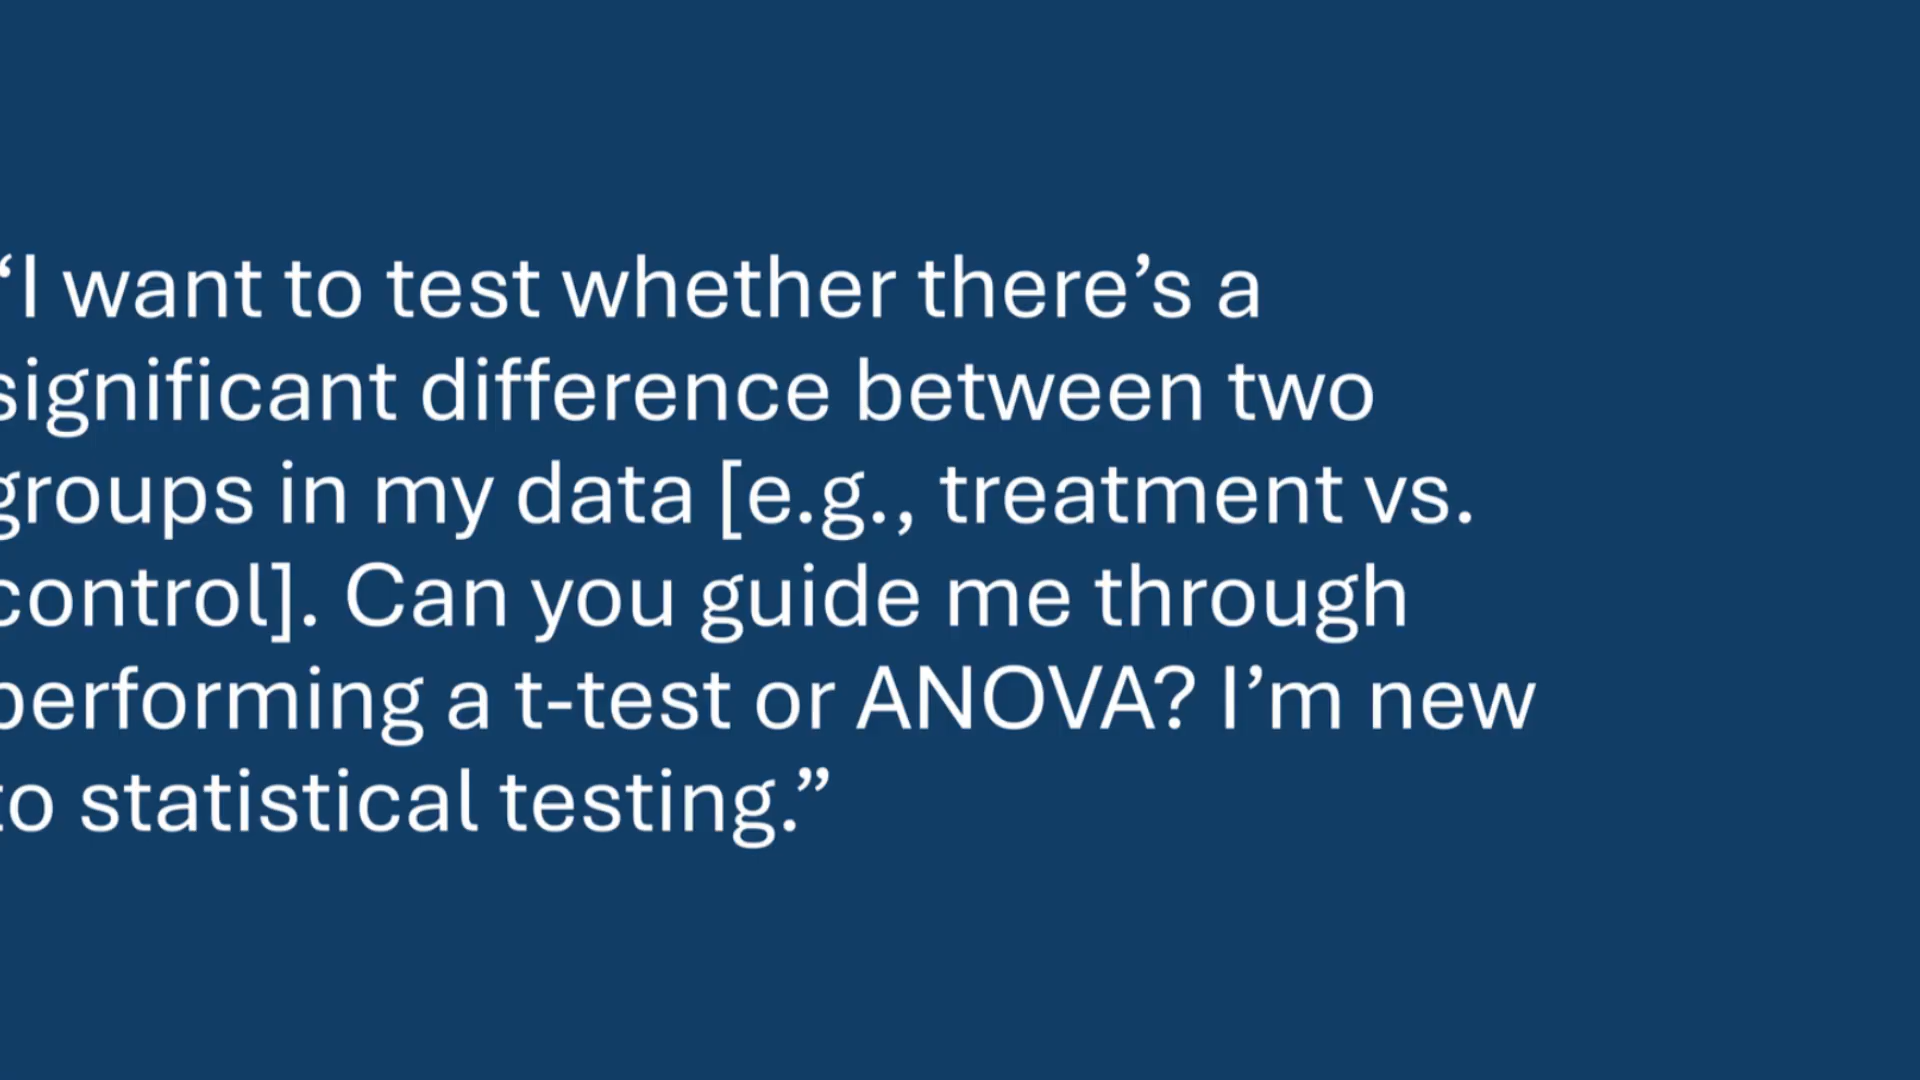 “I want to test whether there’s a
significant difference between two
groups in my data [e.g., treatment vs.
control]. Can you guide me through
performing a t-test or ANOVA? I’m new
to statistical testing.”